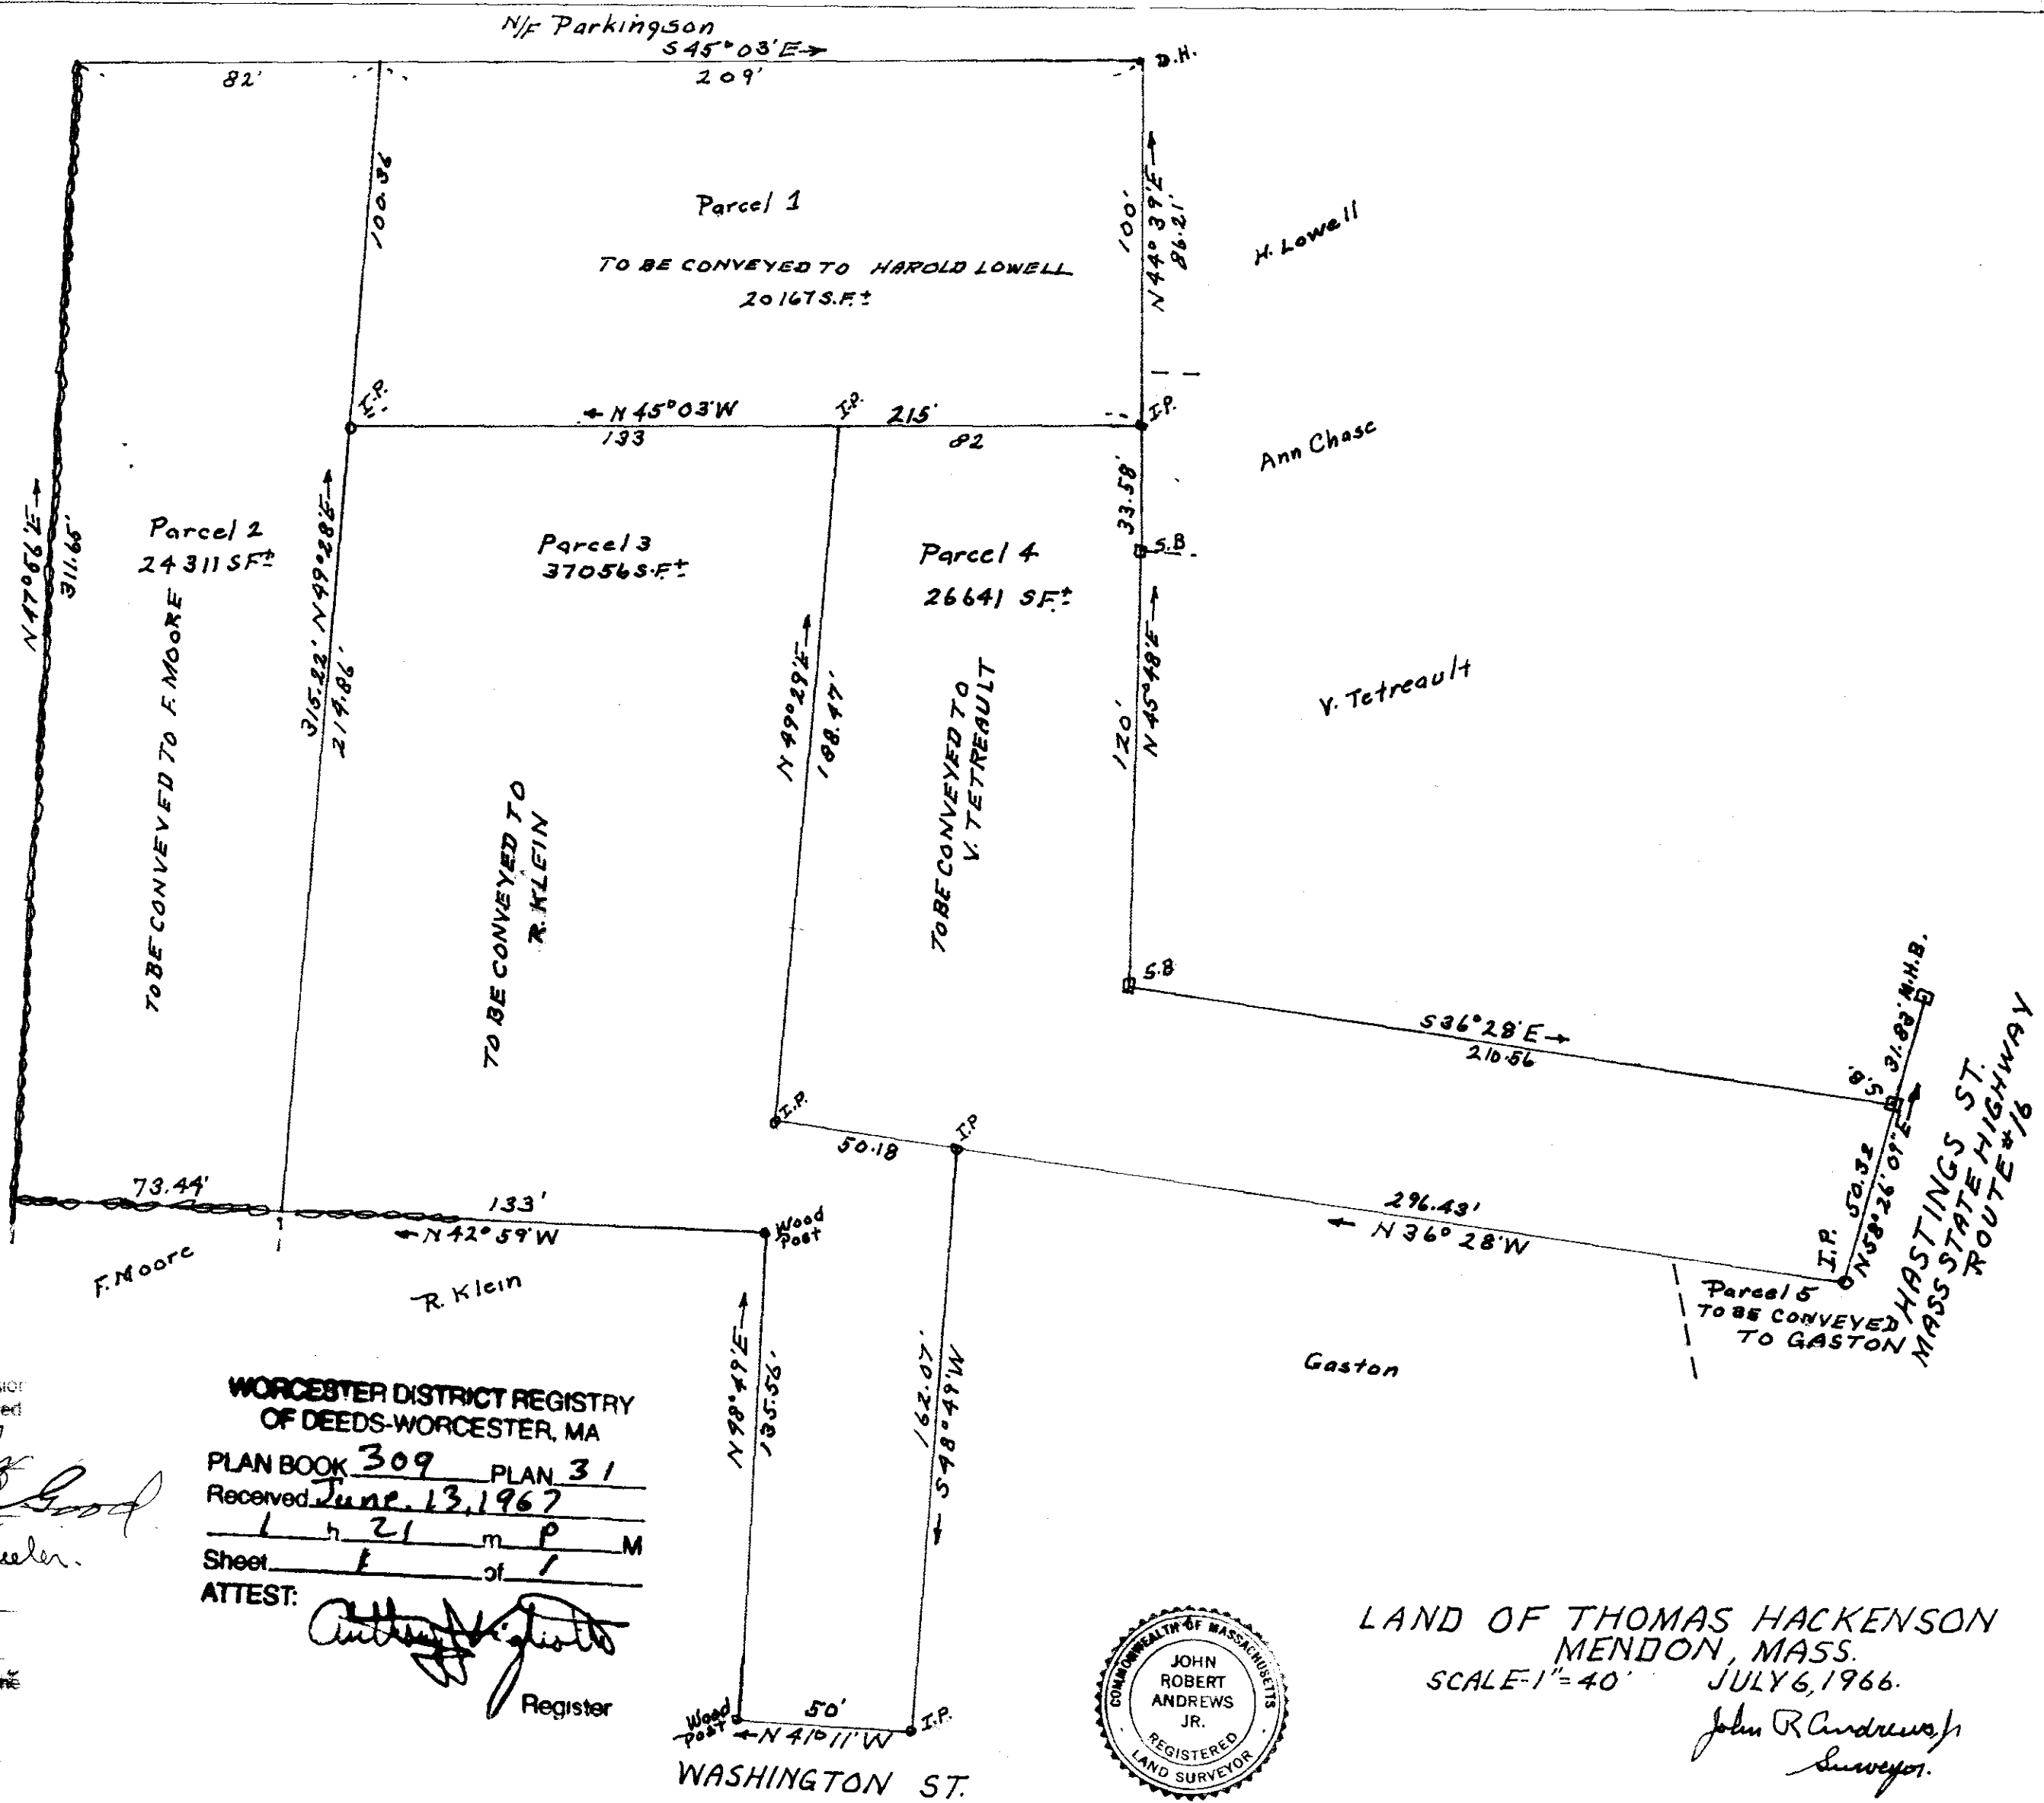 N/F Parkingson
S 45° 03' E →
82'
209'
D.H.
100.36
Parcel 1
TO BE CONVEYED TO HAROLD LOWELL
20167 S.F.±
100'
N 44° 39' E →
86.21'
H. Lowell
I.P.
← N 45° 03' W
I.P.
215'
I.P.
133
82
Ann Chase
33.58'
S.B
N 47° 56' E →
311.65'
Parcel 2
24311 SF±
TO BE CONVEYED TO F. MOORE
315.22' N 49° 28' E →
214.86'
Parcel 3
37056 S.F.±
TO BE CONVEYED TO
R. KLEIN
N 49° 29' E →
188.47'
Parcel 4
26641 SF.±
TO BE CONVEYED TO
V. TETREAULT
120'
N 45° 48' E →
V. Tetreault
S.B
S 36° 28' E →
210.56
S.B.
31.83'
M.H.B.
50.32
N 58° 26' 09" E →
HASTINGS ST.
MASS STATE HIGHWAY
ROUTE #16
I.P.
50.18
I.P
296.43'
← N 36° 28' W
I.P.
Parcel 5
TO BE CONVEYED
TO GASTON
73.44'
133'
← N 42° 59' W
Wood
Post
F. Moore
R. Klein
Gaston
N 48° 49' E →
135.56'
162.07'
← S 48° 49' W
Wood
Post
50'
← N 41° 11' W
I.P.
WASHINGTON ST.
WORCESTER DISTRICT REGISTRY
OF DEEDS-WORCESTER, MA
PLAN BOOK 309 PLAN 31
Received June. 13, 1967
1 h 21 m P M
Sheet 1 of 1
ATTEST:
Register
Good
COMMONWEALTH OF MASSACHUSETTS
JOHN
ROBERT
ANDREWS
JR.
REGISTERED
LAND SURVEYOR
LAND OF THOMAS HACKENSON
MENDON, MASS.
SCALE-1"=40' JULY 6, 1966.
John R Andrews Jr
Surveyor.